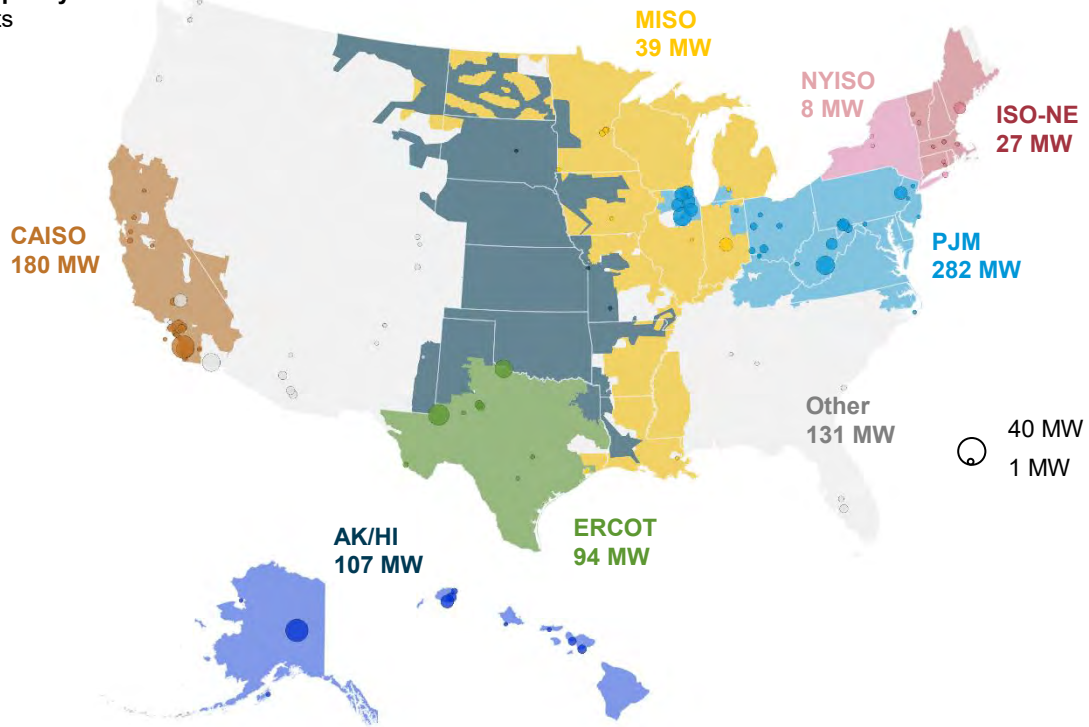 MISO
39 MW
NYISO
8 MW
ISO-NE
27 MW
CAISO
180 MW
PJM
282 MW
Other
131 MW
40 MW
1 MW
AK/HI
107 MW
ERCOT
94 MW